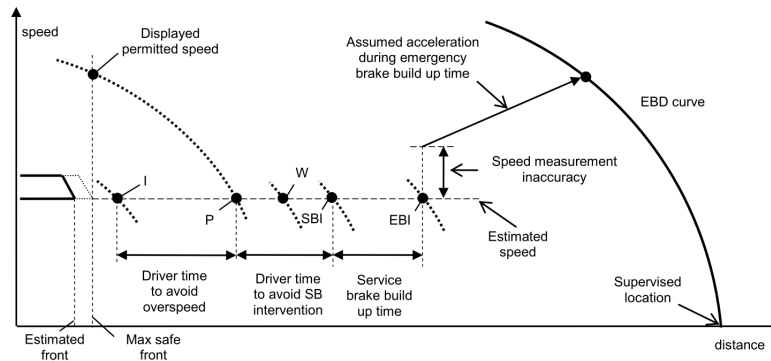 speed
Displayed
permitted speed
Assumed acceleration
during emergency
brake build up time
EBD curve
Speed measurement
inaccuracy
I
P
W
SBI
EBI
Estimated
speed
Driver time
to avoid
overspeed
Driver time
to avoid SB
intervention
Service
brake build
up time
Supervised
location
Estimated
front
Max safe
front
distance